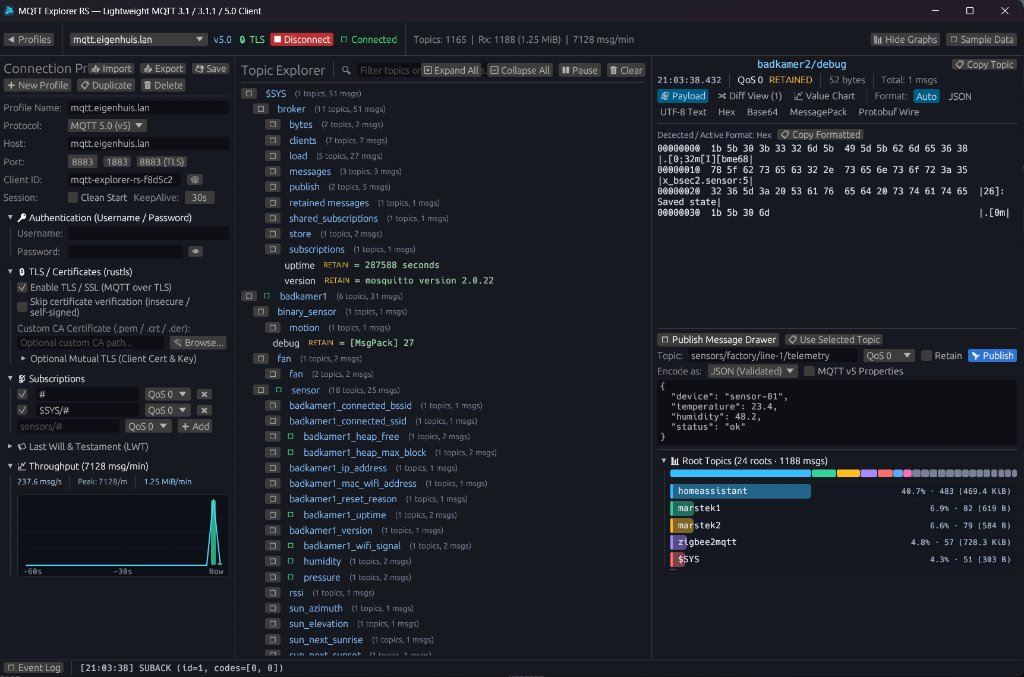 MQTT Explorer RS — Lightweight MQTT 3.1 / 3.1.1 / 5.0 Client
Profiles
mqtt.eigenhuis.lan
v5.0
TLS
Disconnect
Connected
Topics: 1165 | Rx: 1188 (1.25 MiB) | 7128 msg/min
Hide Graphs
Sample Data
Connection Pr
Import
Export
Save
+ New Profile
Duplicate
Delete
Profile Name: mqtt.eigenhuis.lan
Protocol: MQTT 5.0 (v5)
Host: mqtt.eigenhuis.lan
Port: 8883 1883 8883 (TLS)
Client ID: mqtt-explorer-rs-f8d5c2
Session: Clean Start KeepAlive: 30s
Authentication (Username / Password)
Username:
Password:
TLS / Certificates (rustls)
Enable TLS / SSL (MQTT over TLS)
Skip certificate verification (insecure /
self-signed)
Custom CA Certificate (.pem / .crt / .der):
Optional custom CA path...
Browse...
Optional Mutual TLS (Client Cert & Key)
Subscriptions
# QoS 0
$SYS/# QoS 0
sensors/# QoS 0 + Add
Last Will & Testament (LWT)
Throughput (7128 msg/min)
237.6 msg/s Peak: 7128/m 1.25 MiB/min
-60s -30s Now
Topic Explorer
Filter topics or
Expand All
Collapse All
Pause
Clear
$SYS (1 topics, 51 msgs)
broker (11 topics, 51 msgs)
bytes (2 topics, 2 msgs)
clients (7 topics, 7 msgs)
load (5 topics, 27 msgs)
messages (3 topics, 3 msgs)
publish (2 topics, 5 msgs)
retained messages (1 topics, 1 msgs)
shared_subscriptions (1 topics, 1 msgs)
store (1 topics, 2 msgs)
subscriptions (1 topics, 1 msgs)
uptime RETAIN = 287588 seconds
version RETAIN = mosquitto version 2.0.22
badkamer1 (6 topics, 31 msgs)
binary_sensor (1 topics, 1 msgs)
motion (1 topics, 1 msgs)
debug RETAIN = [MsgPack] 27
fan (1 topics, 2 msgs)
fan (2 topics, 2 msgs)
sensor (18 topics, 25 msgs)
badkamer1_connected_bssid (1 topics, 1 msgs)
badkamer1_connected_ssid (1 topics, 1 msgs)
badkamer1_heap_free (1 topics, 2 msgs)
badkamer1_heap_max_block (1 topics, 2 msgs)
badkamer1_ip_address (1 topics, 1 msgs)
badkamer1_mac_wifi_address (1 topics, 1 msgs)
badkamer1_reset_reason (1 topics, 1 msgs)
badkamer1_uptime (1 topics, 2 msgs)
badkamer1_version (1 topics, 1 msgs)
badkamer1_wifi_signal (1 topics, 2 msgs)
humidity (1 topics, 2 msgs)
pressure (1 topics, 2 msgs)
rssi (1 topics, 1 msgs)
sun_azimuth (1 topics, 1 msgs)
sun_elevation (1 topics, 1 msgs)
sun_next_sunrise (1 topics, 1 msgs)
sun_next_sunset (1 topics, 1 msgs)
badkamer2/debug
Copy Topic
21:03:38.432 QoS 0 RETAINED 52 bytes Total: 1 msgs
Payload Diff View (1) Value Chart Format: Auto JSON
UTF-8 Text Hex Base64 MessagePack Protobuf Wire
Detected / Active Format: Hex Copy Formatted
00000000 1b 5b 30 3b 33 32 6d 5b 49 5d 5b 62 6d 65 36 38
|.[0;32m[I][bme68|
00000010 78 5f 62 73 65 63 32 2e 73 65 6e 73 6f 72 3a 35
|x_bsec2.sensor:5|
00000020 32 36 5d 3a 20 53 61 76 65 64 20 73 74 61 74 65 |26]:
Saved state|
00000030 1b 5b 30 6d |.[0m|
Publish Message Drawer
Use Selected Topic
Topic: sensors/factory/line-1/telemetry QoS 0 Retain Publish
Encode as: JSON (Validated) MQTT v5 Properties
{
"device": "sensor-01",
"temperature": 23.4,
"humidity": 48.2,
"status": "ok"
}
Root Topics (24 roots · 1188 msgs)
homeassistant 40.7% · 483 (469.4 KiB)
marstek1 6.9% · 82 (619 B)
marstek2 6.6% · 79 (584 B)
zigbee2mqtt 4.8% · 57 (728.3 KiB)
$SYS 4.3% · 51 (303 B)
Event Log
[21:03:38] SUBACK (id=1, codes=[0, 0])